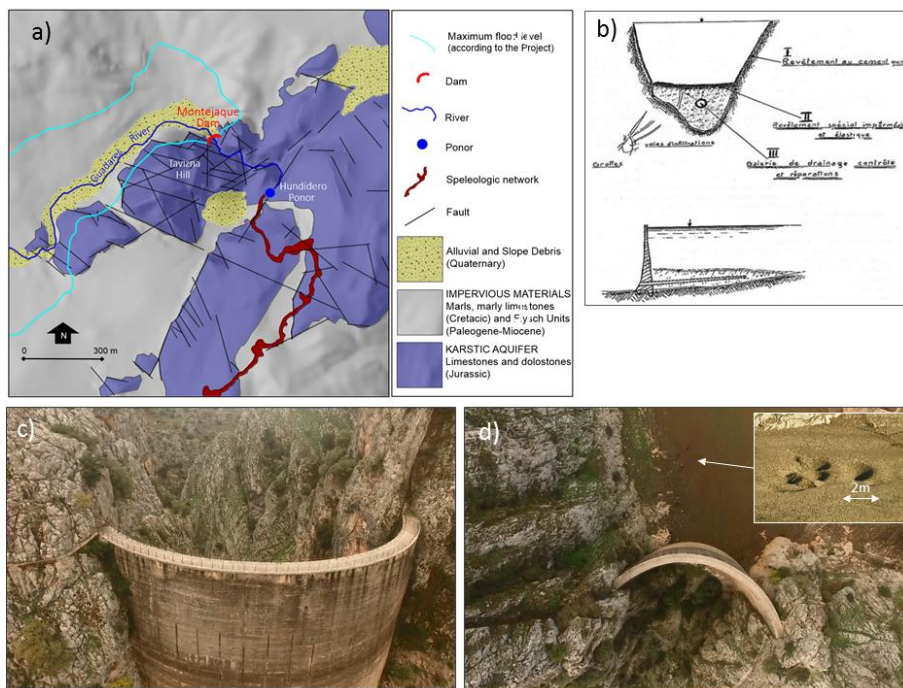 a)
Montejaque
Dam
Guadares River
Tavizna
Hill
Hundidero
Ponor
N
0 300 m
Maximum flood level
(according to the Project)
Dam
River
Ponor
Speleologic network
Fault
Alluvial and Slope Debris
(Quaternary)
IMPERVIOUS MATERIALS
Marls, marly limestones
(Cretacic) and Flysch Units
(Paleogene-Miocene)
KARSTIC AQUIFER
Limestones and dolostones
(Jurassic)
b)
I
Revêtement au ciment
II
Revêtement spécial imperméable
et élastique
III
Galerie de drainage contrôle
et réparations
Q
Grottes
voies d'infiltrations
c)
d)
2m